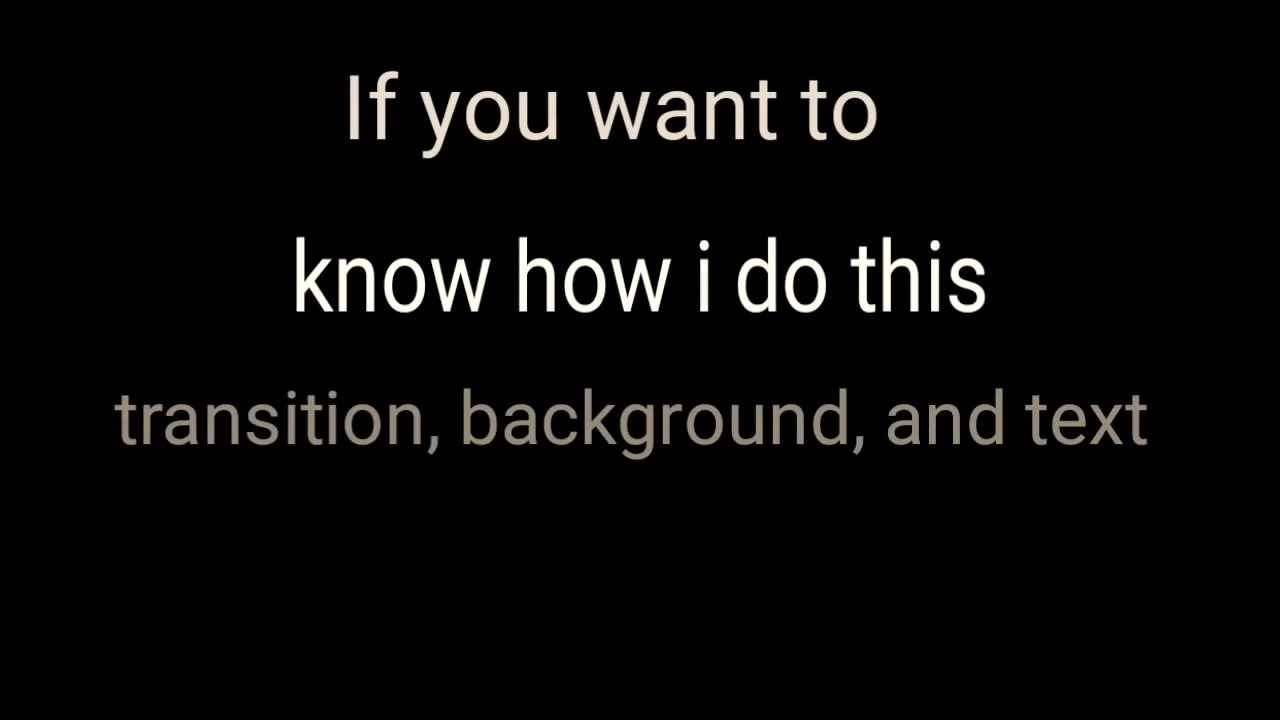 If you want to
know how i do this
transition, background, and text